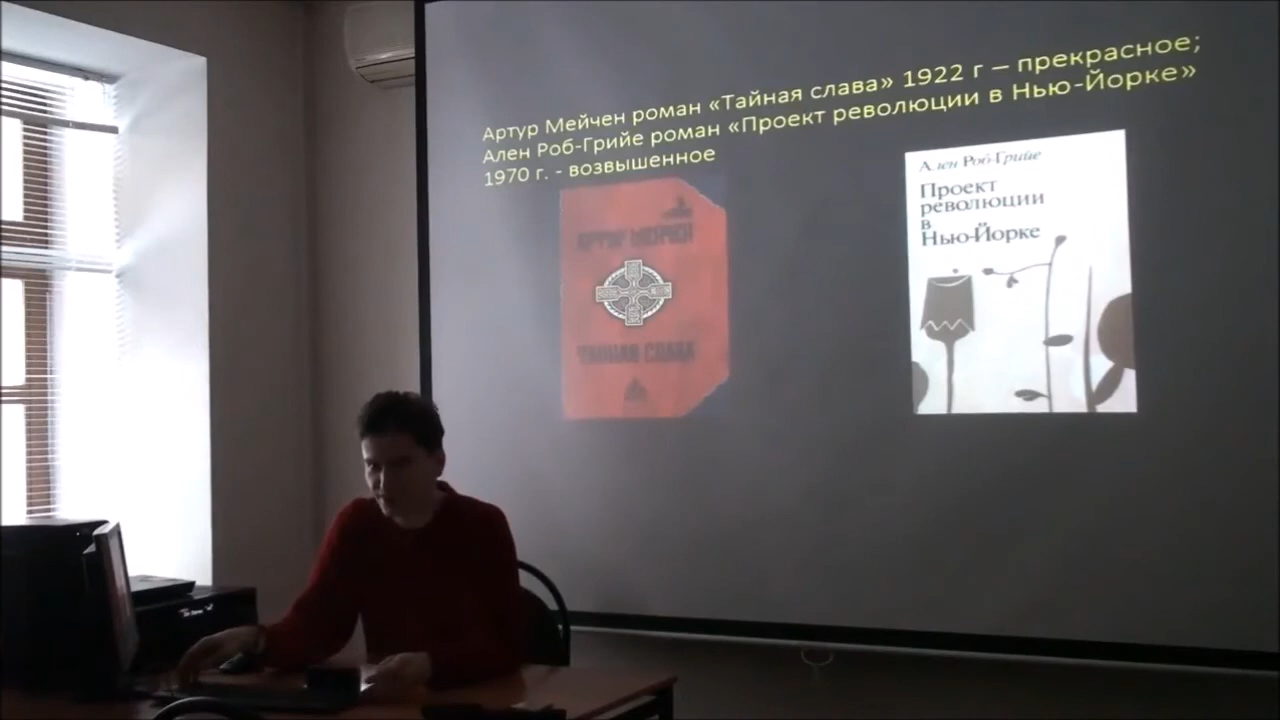 Артур Мейчен роман «Тайная слава» 1922 г – прекрасное;
Ален Роб-Грийе роман «Проект революции в Нью-Йорке»
1970 г. - возвышенное
АРТУР МЕЙЧЕН
ТАЙНАЯ СЛАВА
Ален Роб-Грийе
Проект
революции
в
Нью-Йорке